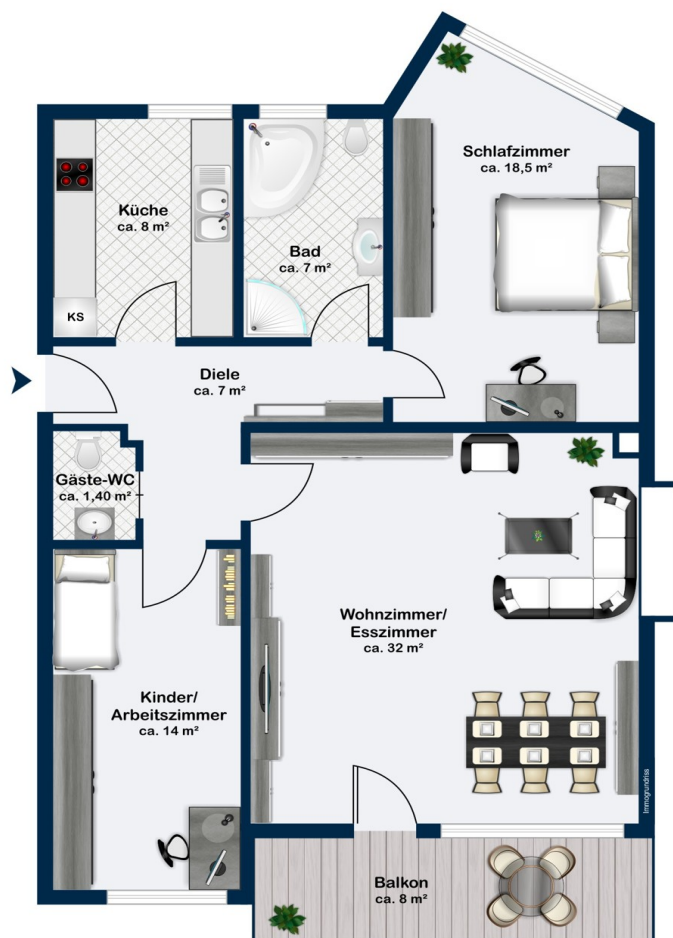 Schlafzimmer
ca. 18,5 m²
Küche
ca. 8 m²
Bad
ca. 7 m²
KS
Diele
ca. 7 m²
Gäste-WC
ca. 1,40 m²
Wohnzimmer/
Esszimmer
ca. 32 m²
Kinder/
Arbeitszimmer
ca. 14 m²
Immogrundriss
Balkon
ca. 8 m²